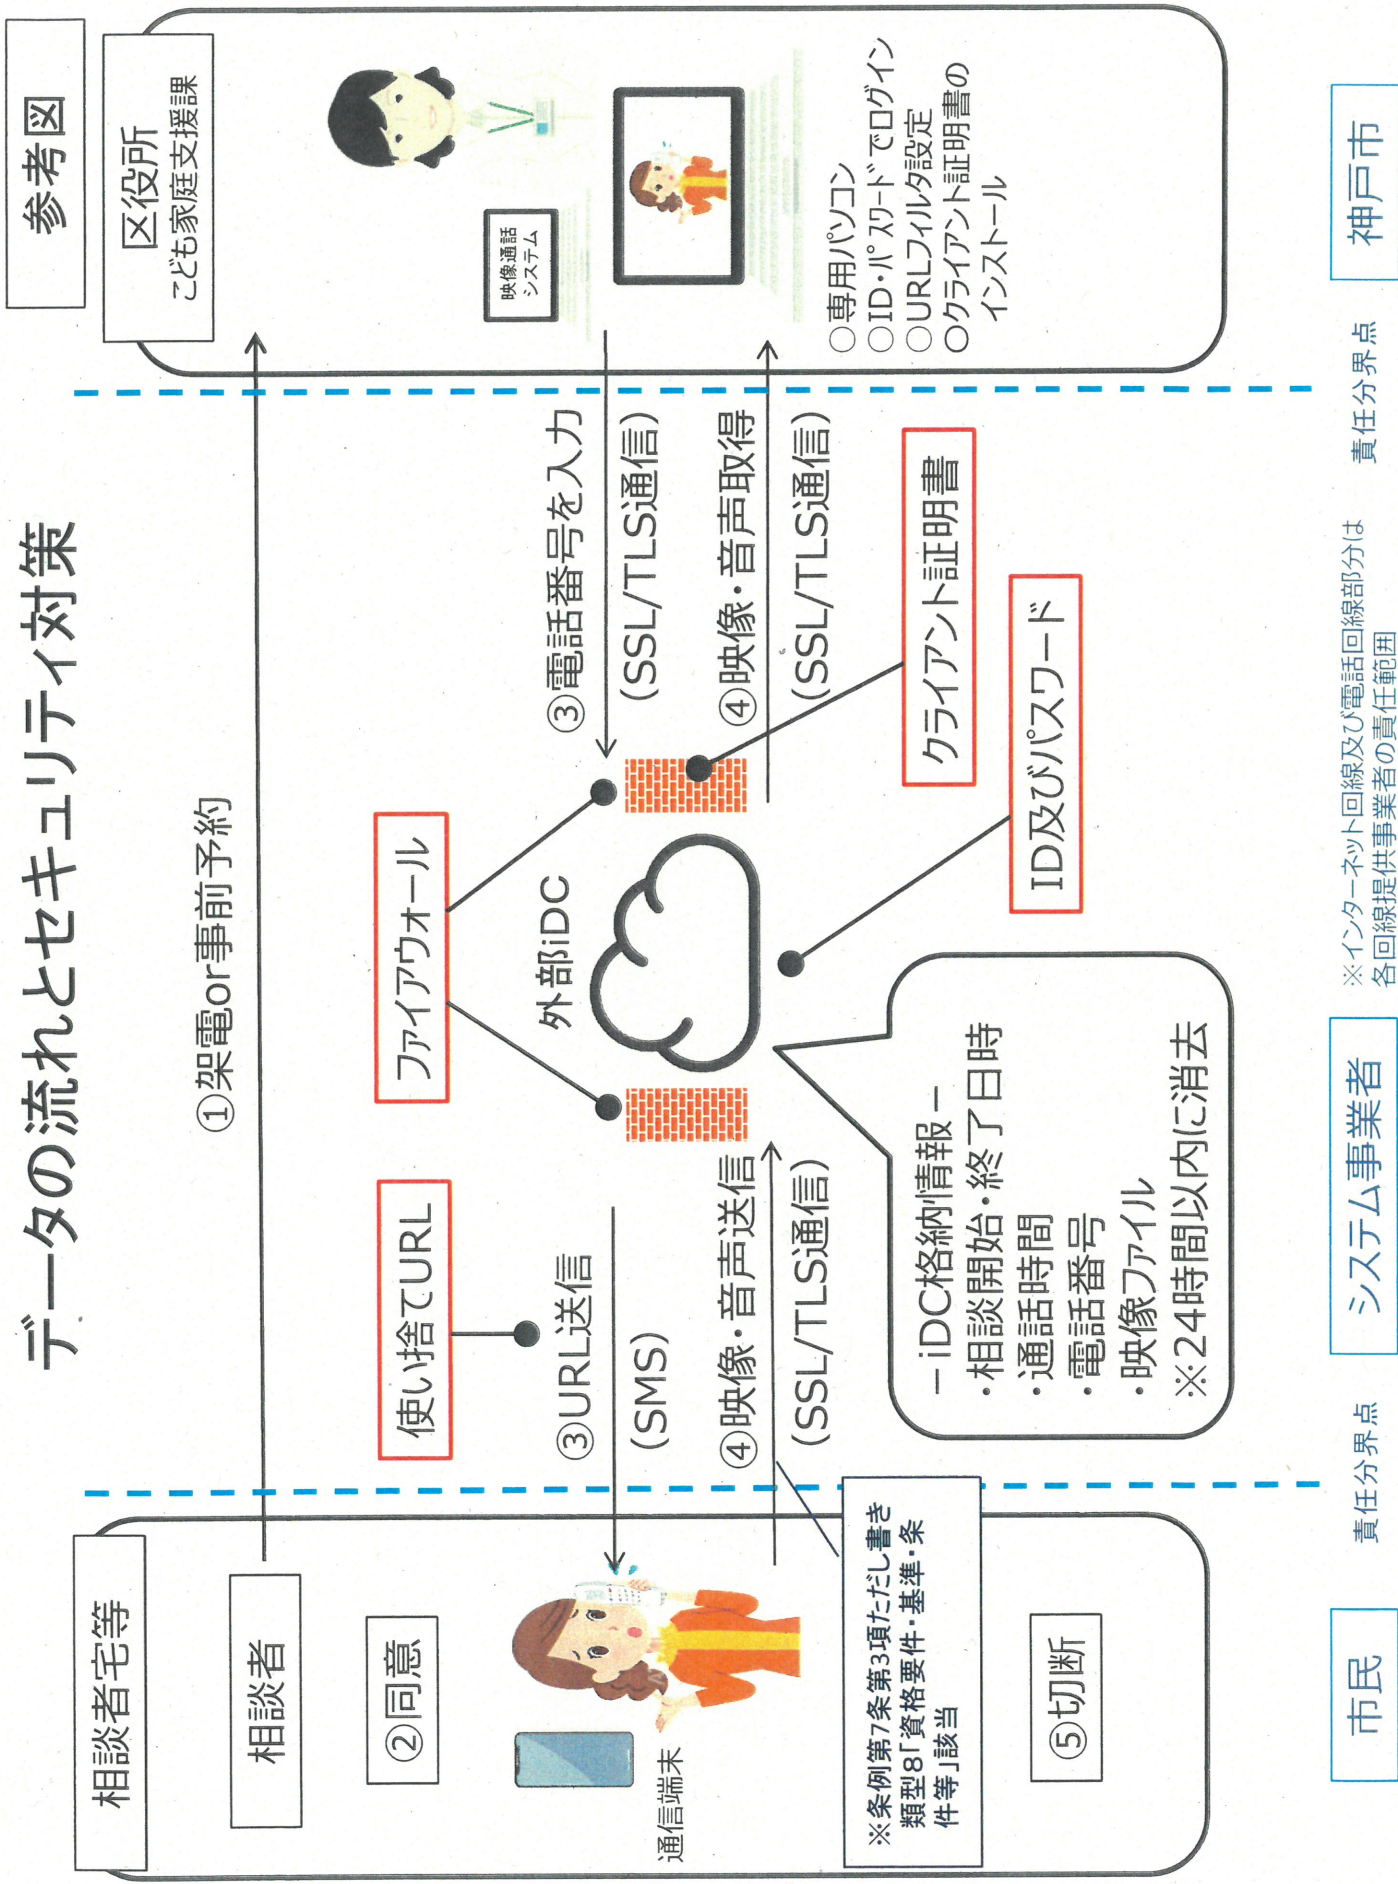 参考図
データの流れとセキュリティ対策
相談者宅等
相談者
②同意
通信端末
※条例第7条第3項ただし書き
類型8「資格要件・基準・条
件等」該当
⑤切断
①架電or事前予約
使い捨てURL
③URL送信
(SMS)
④映像・音声送信
(SSL/TLS通信)
ファイアウォール
外部iDC
－iDC格納情報－
・相談開始・終了日時
・通話時間
・電話番号
・映像ファイル
※24時間以内に消去
③電話番号を入力
(SSL/TLS通信)
④映像・音声取得
(SSL/TLS通信)
クライアント証明書
ID及びパスワード
区役所
こども家庭支援課
映像通話
システム
○専用パソコン
○ID・パスワードでログイン
○URLフィルタ設定
○クライアント証明書の
インストール
市民
責任分界点
システム事業者
※インターネット回線及び電話回線部分は
各回線提供事業者の責任範囲
責任分界点
神戸市